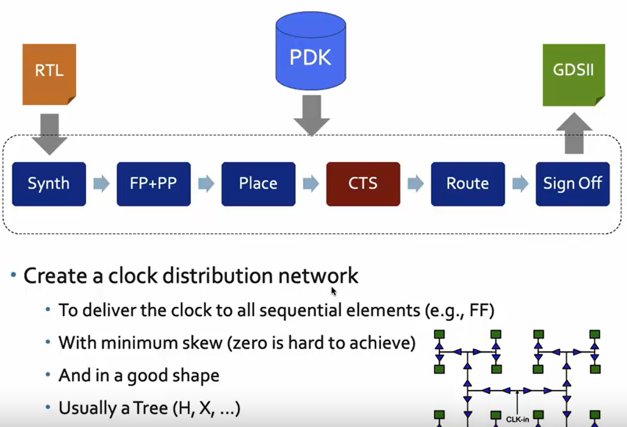 RTL
PDK
GDSII
Synth
FP+PP
Place
CTS
Route
Sign Off
• Create a clock distribution network
• To deliver the clock to all sequential elements (e.g., FF)
• With minimum skew (zero is hard to achieve)
• And in a good shape
• Usually a Tree (H, X, ...)
CLK-in